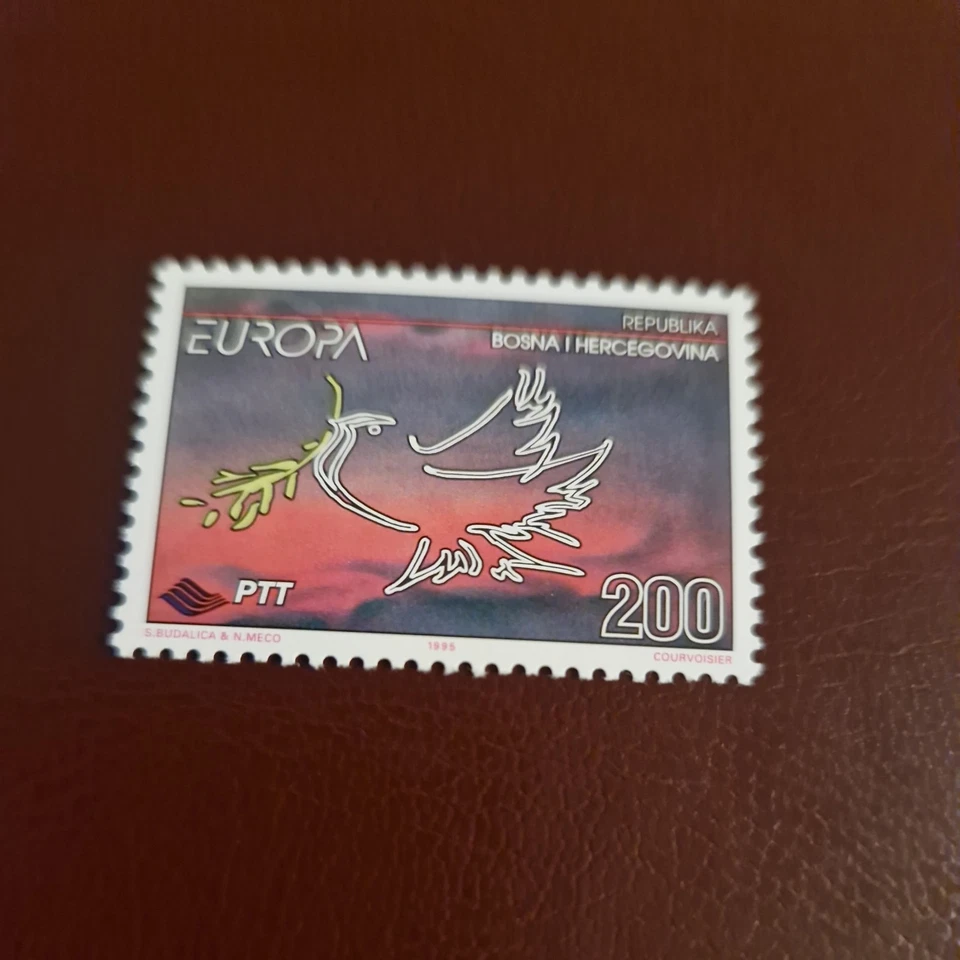 EUROPA
REPUBLIKA
BOSNA I HERCEGOVINA
PTT
200
S.BUDALICA & N.MECO
1995
COURVOISIER